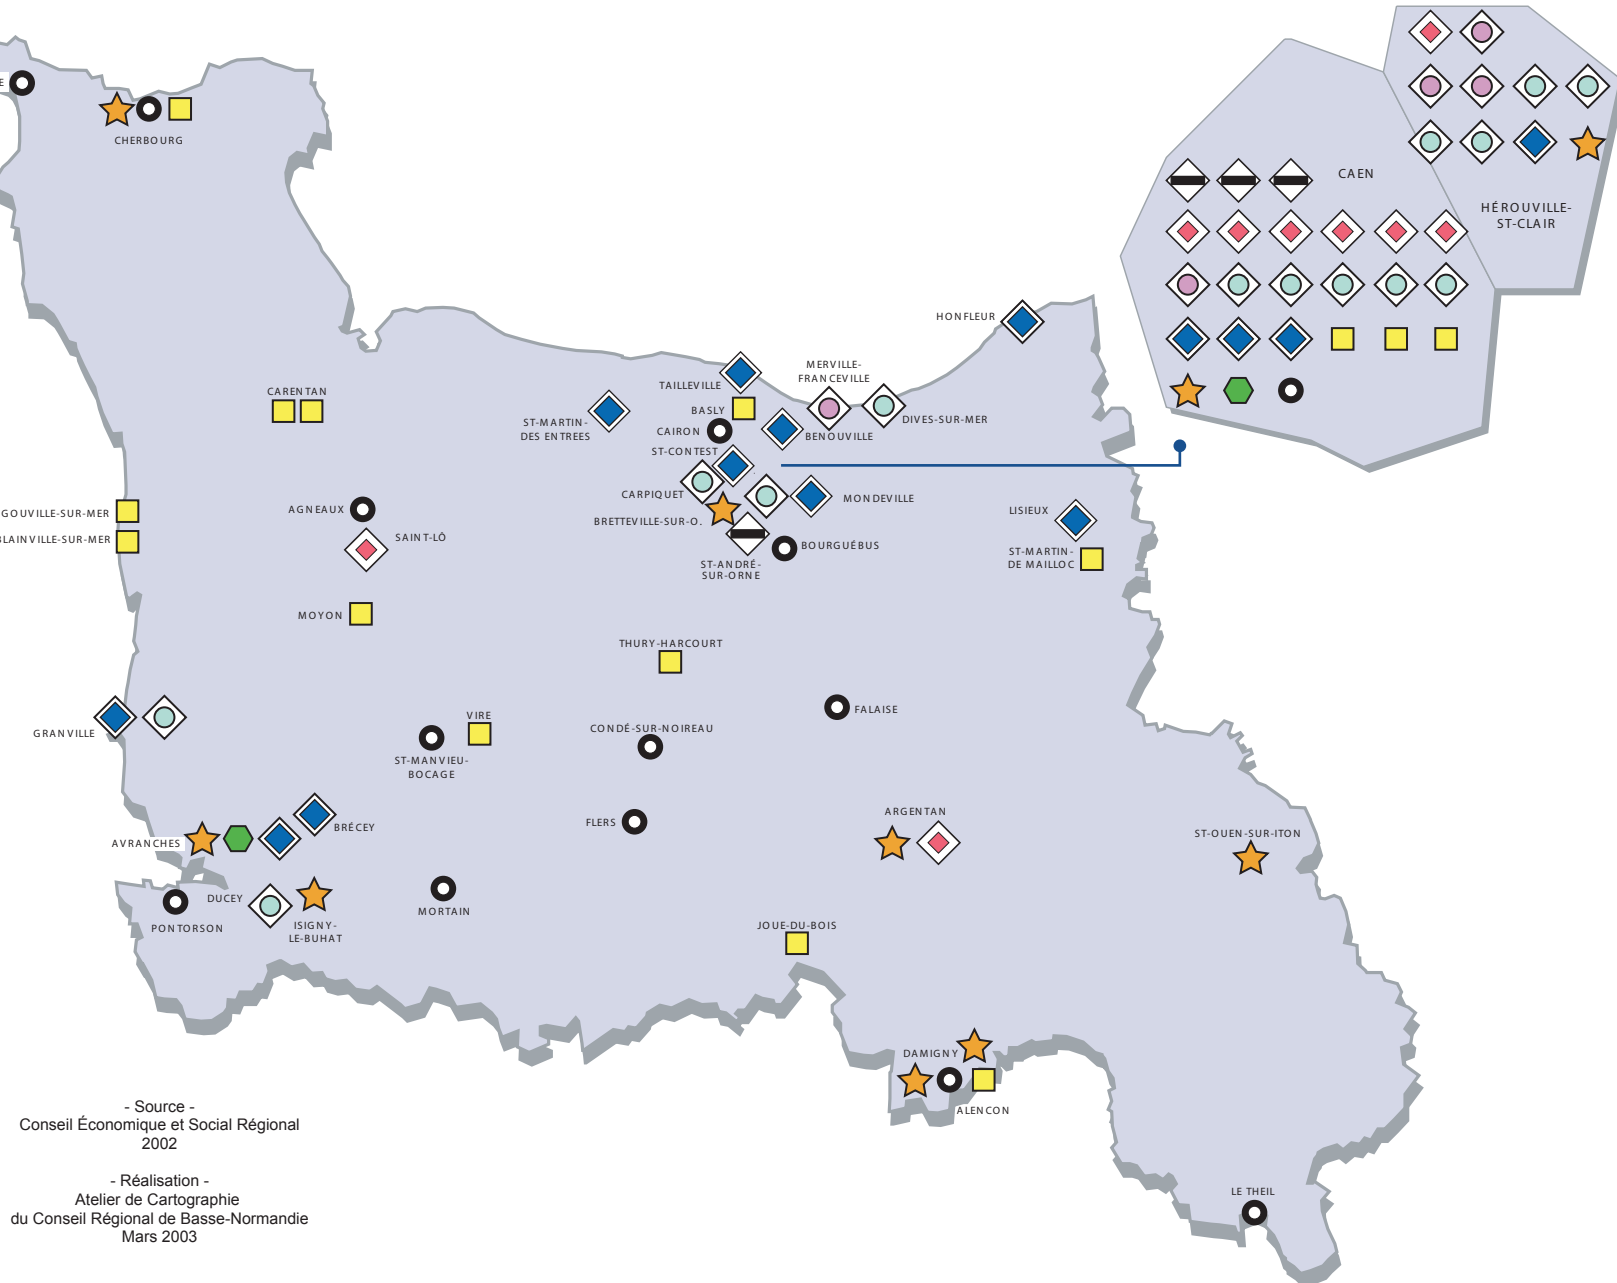 E
CHERBOURG
CAEN
HÉROUVILLE-
ST-CLAIR
HONFLEUR
MERVILLE-
FRANCEVILLE
TAILLEVILLE
CARENTAN
BASLY
ST-MARTIN-
DES ENTREES
DIVES-SUR-MER
CAIRON
BENOUVILLE
ST-CONTEST
CARPIQUET
MONDEVILLE
GOUVILLE-SUR-MER
AGNEAUX
BRETTEVILLE-SUR-O.
LISIEUX
BLAINVILLE-SUR-MER
SAINT-LÔ
BOURGUÉBUS
ST-MARTIN-
DE MAILLOC
ST-ANDRÉ-
SUR-ORNE
MOYON
THURY-HARCOURT
FALAISE
VIRE
GRANVILLE
CONDÉ-SUR-NOIREAU
ST-MANVIEU-
BOCAGE
ARGENTAN
FLERS
BRÉCEY
ST-OUEN-SUR-ITON
AVRANCHES
DUCEY
MORTAIN
PONTORSON
ISIGNY-
LE-BUHAT
JOUE-DU-BOIS
DAMIGNY
ALENCON
- Source -
Conseil Économique et Social Régional
2002
- Réalisation -
Atelier de Cartographie
du Conseil Régional de Basse-Normandie
Mars 2003
LE THEIL